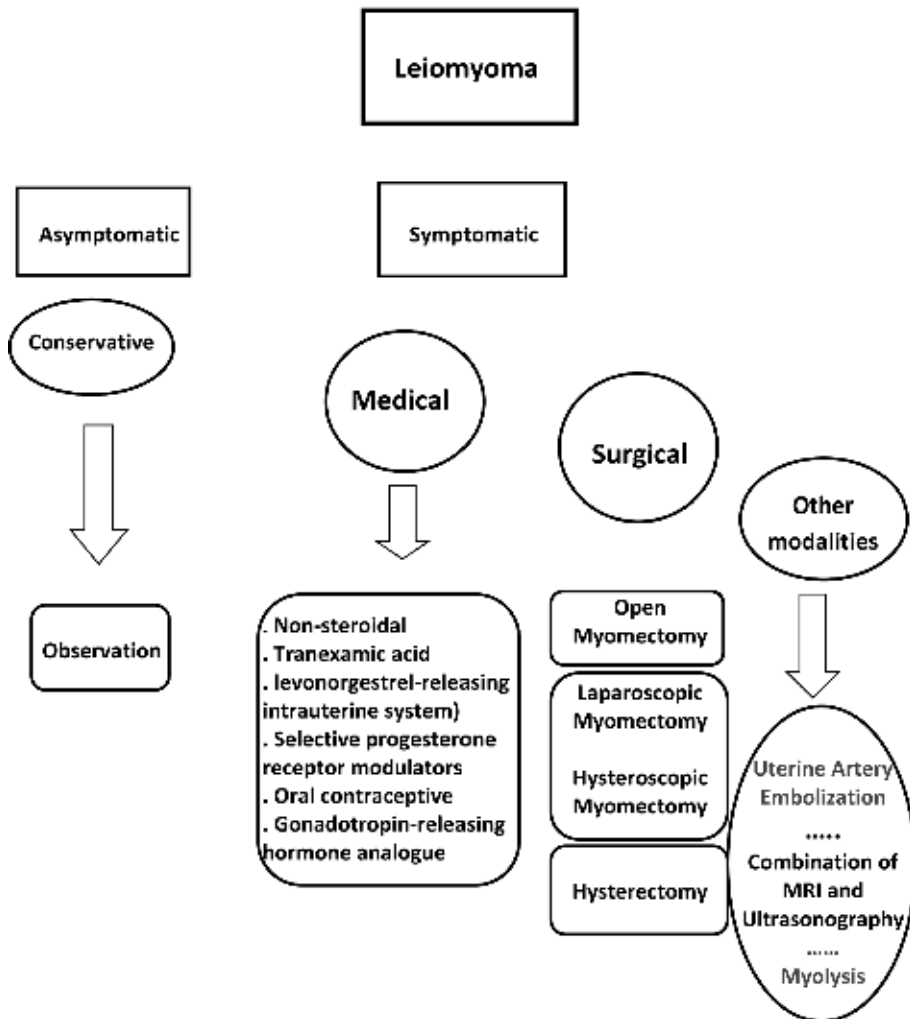 Leiomyoma
Asymptomatic
Symptomatic
Conservative
Medical
Surgical
Other
modalities
Observation
. Non-steroidal
. Tranexamic acid
. levonorgestrel-releasing
intrauterine system)
. Selective progesterone
receptor modulators
. Oral contraceptive
. Gonadotropin-releasing
hormone analogue
Open
Myomectomy
Laparoscopic
Myomectomy
Hysteroscopic
Myomectomy
Hysterectomy
Uterine Artery
Embolization
.....
Combination of
MRI and
Ultrasonography
......
Myolysis